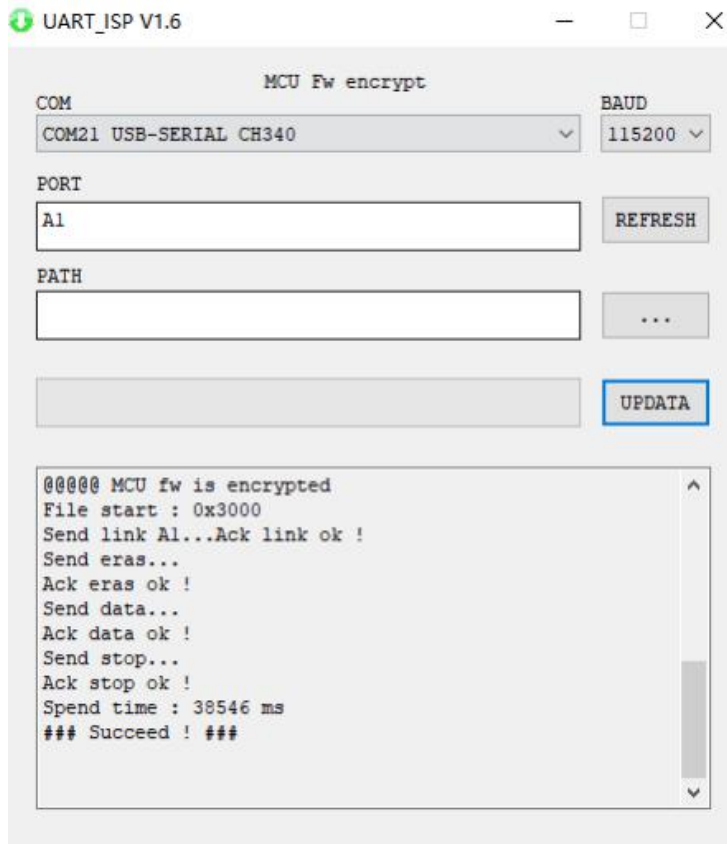 UART_ISP V1.6
MCU Fw encrypt
COM
BAUD
COM21 USB-SERIAL CH340
115200
PORT
A1
REFRESH
PATH
...
UPDATA
@@@@@ MCU fw is encrypted
File start : 0x3000
Send link A1...Ack link ok !
Send eras...
Ack eras ok !
Send data...
Ack data ok !
Send stop...
Ack stop ok !
Spend time : 38546 ms
### Succeed ! ###